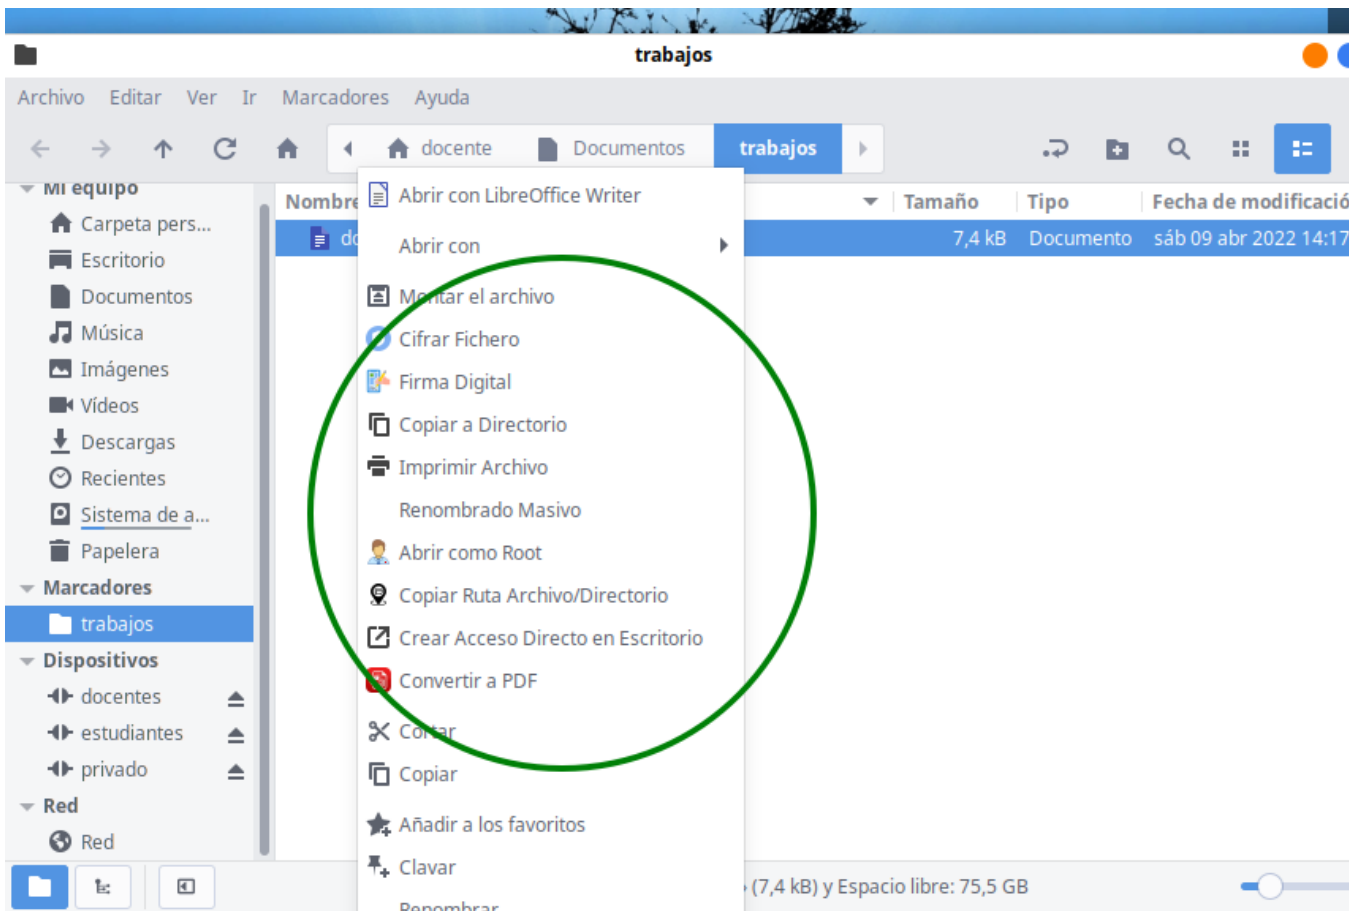 trabajos
Archivo Editar Ver Ir Marcadores Ayuda
docente Documentos trabajos
Mi equipo
Carpeta pers...
Escritorio
Documentos
Música
Imágenes
Vídeos
Descargas
Recientes
Sistema de a...
Papelera
Marcadores
trabajos
Dispositivos
docentes
estudiantes
privado
Red
Red
Nombre Tamaño Tipo Fecha de modificació
do 7,4 kB Documento sáb 09 abr 2022 14:17
Abrir con LibreOffice Writer
Abrir con
Montar el archivo
Cifrar Fichero
Firma Digital
Copiar a Directorio
Imprimir Archivo
Renombrado Masivo
Abrir como Root
Copiar Ruta Archivo/Directorio
Crear Acceso Directo en Escritorio
Convertir a PDF
Cortar
Copiar
Añadir a los favoritos
Clavar
Renombrar
(7,4 kB) y Espacio libre: 75,5 GB